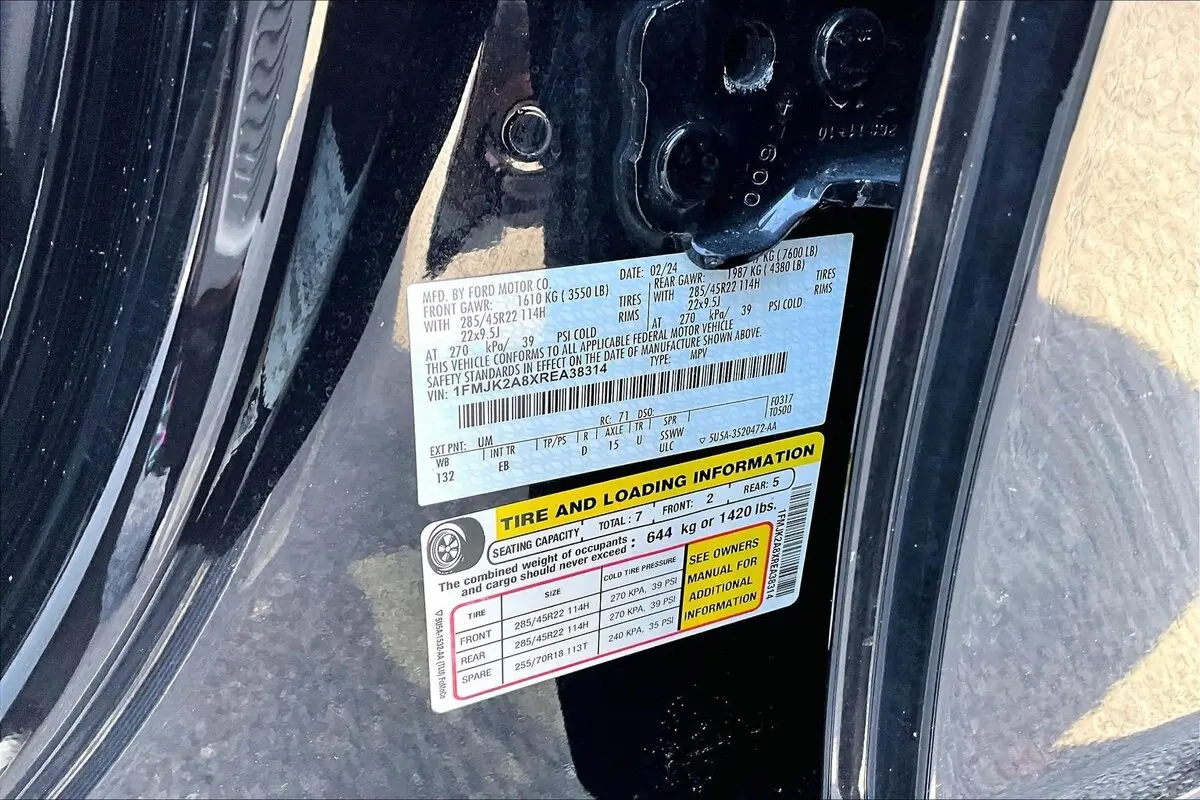 MFD. BY FORD MOTOR CO.
DATE: 02/24
KG (7600 LB)
FRONT GAWR: 1610 KG (3550 LB)
REAR GAWR: 1987 KG (4380 LB)
WITH 285/45R22 114H TIRES
WITH 285/45R22 114H TIRES
22x9.5J RIMS
22x9.5J RIMS
AT 270 kPa/ 39 PSI COLD
AT 270 kPa/ 39 PSI COLD
THIS VEHICLE CONFORMS TO ALL APPLICABLE FEDERAL MOTOR VEHICLE
SAFETY STANDARDS IN EFFECT ON THE DATE OF MANUFACTURE SHOWN ABOVE.
VIN: 1FMJK2A8XREA38314 TYPE: MPV
F0317
T0500
EXT PNT: UM RC: 71 DSO:
WB INT TR TP/PS R AXLE TR SPR
132 EB D 15 U SSWW
ULC
▽ 5U5A-3520472-AA
TIRE AND LOADING INFORMATION
SEATING CAPACITY TOTAL: 7 FRONT: 2 REAR: 5
The combined weight of occupants
and cargo should never exceed : 644 kg or 1420 lbs.
TIRE SIZE COLD TIRE PRESSURE
FRONT 285/45R22 114H 270 KPA, 39 PSI
REAR 285/45R22 114H 270 KPA, 39 PSI
SPARE 255/70R18 113T 240 KPA, 35 PSI
SEE OWNERS
MANUAL FOR
ADDITIONAL
INFORMATION
1FMJK2A8XREA38314
▽ 5U5A-1532-AA (TLU) FoMoCo